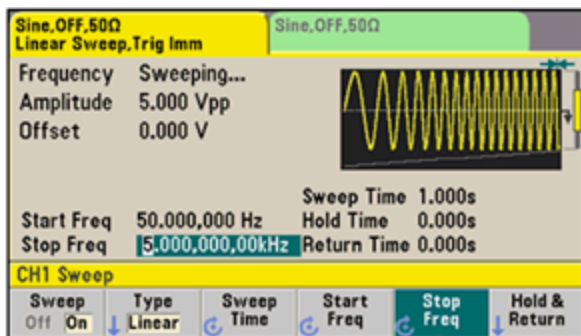 Sine,OFF,50Ω
Linear Sweep,Trig Imm
Sine,OFF,50Ω
Frequency Sweeping...
Amplitude 5.000 Vpp
Offset 0.000 V
Sweep Time 1.000s
Start Freq 50.000,000 Hz Hold Time 0.000s
Stop Freq 5.000,000,00kHz Return Time 0.000s
CH1 Sweep
Sweep Off On
Type Linear
Sweep Time
Start Freq
Stop Freq
Hold & Return